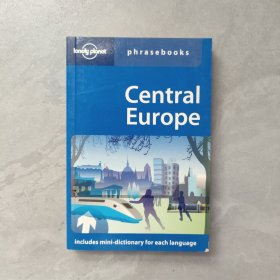 lonely planet
phrasebooks
Central
Europe
includes mini-dictionary for each language